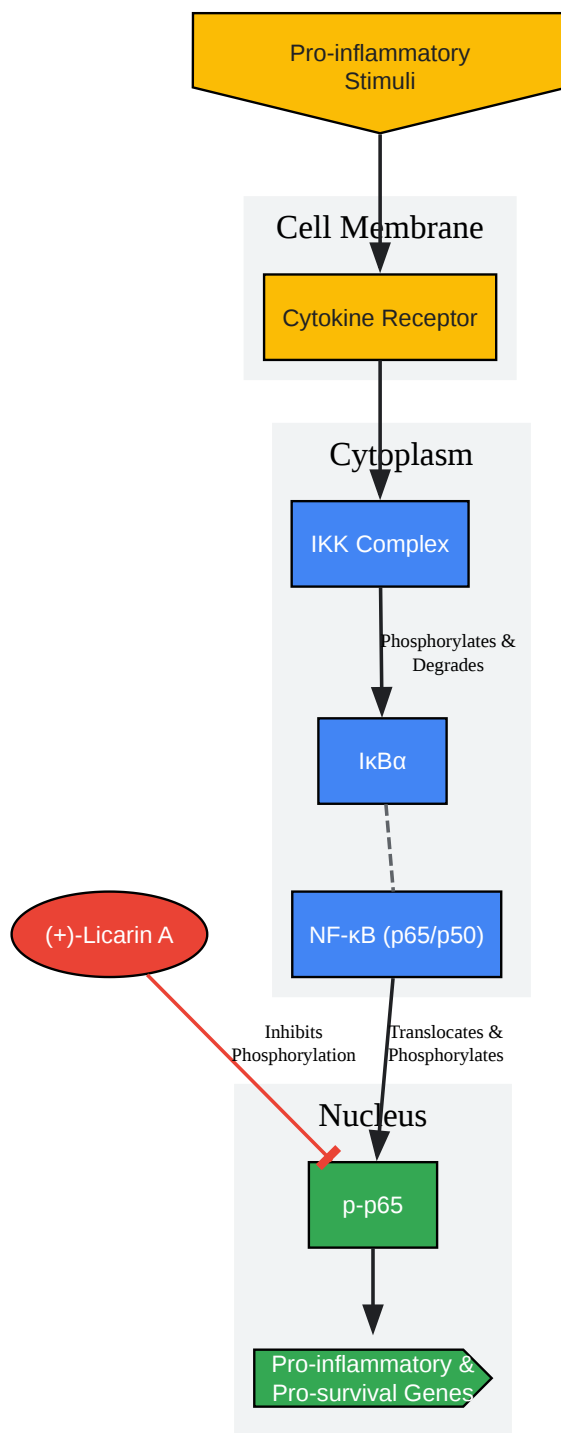 Pro-inflammatory
Stimuli
Cell Membrane
Cytokine Receptor
Cytoplasm
IKK Complex
Phosphorylates &
Degrades
IκBα
(+)-Licarin A
NF-κB (p65/p50)
Inhibits
Phosphorylation
Translocates &
Phosphorylates
Nucleus
p-p65
Pro-inflammatory &
Pro-survival Genes